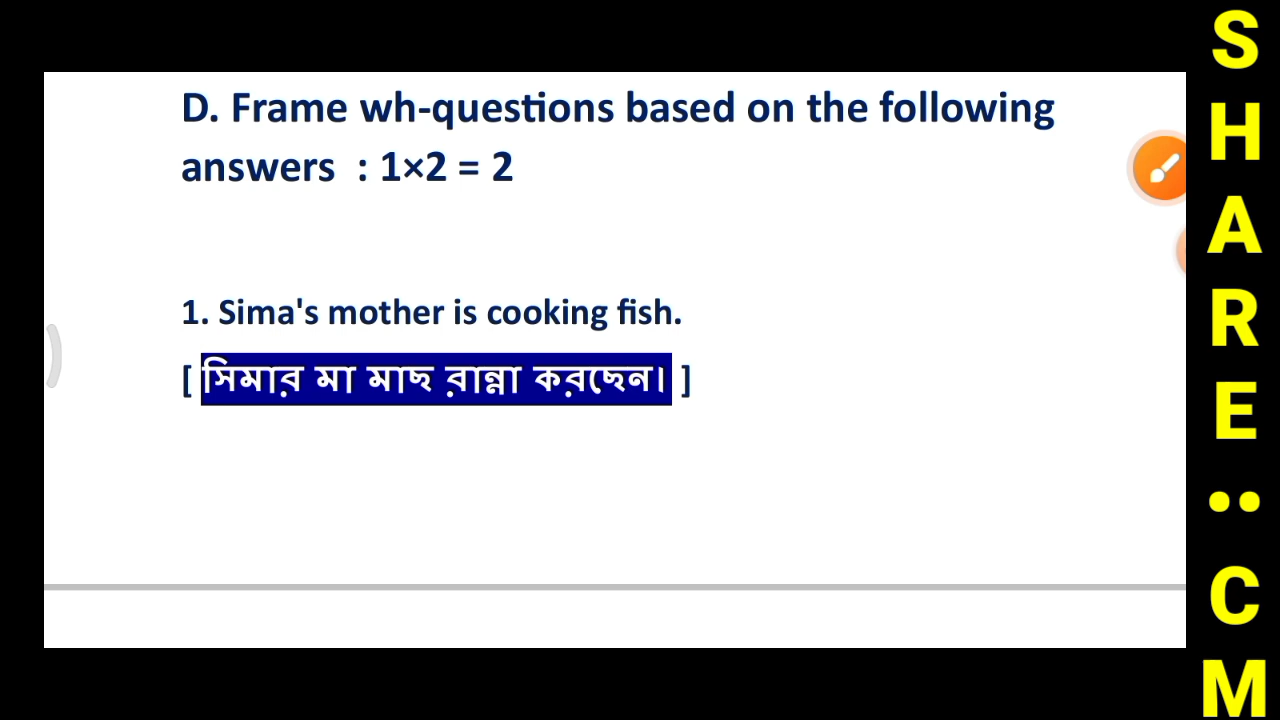 D. Frame wh-questions based on the following
answers : 1×2 = 2
1. Sima's mother is cooking fish.
[ সিমার মা মাছ রান্না করছেন। ]
S
H
A
R
E
••
C
M